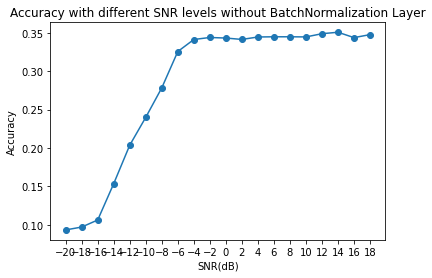 Accuracy with different SNR levels without BatchNormalization Layer
0.35
0.30
0.25
0.20
0.15
0.10
Accuracy
−20 −18 −16 −14 −12 −10 −8 −6 −4 −2 0 2 4 6 8 10 12 14 16 18
SNR(dB)